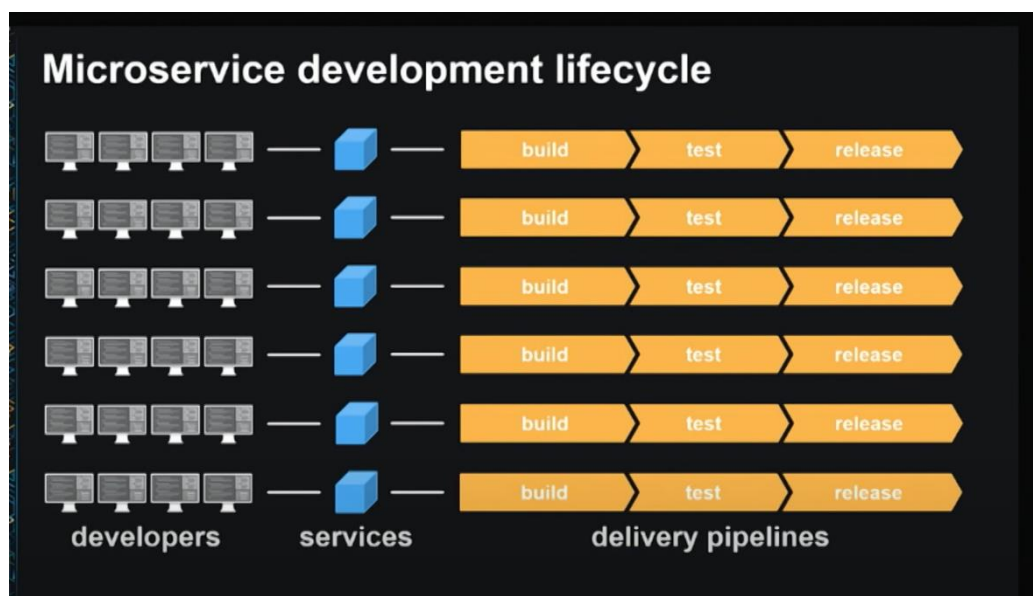 Microservice development lifecycle
build test release
build test release
build test release
build test release
build test release
build test release
developers services delivery pipelines